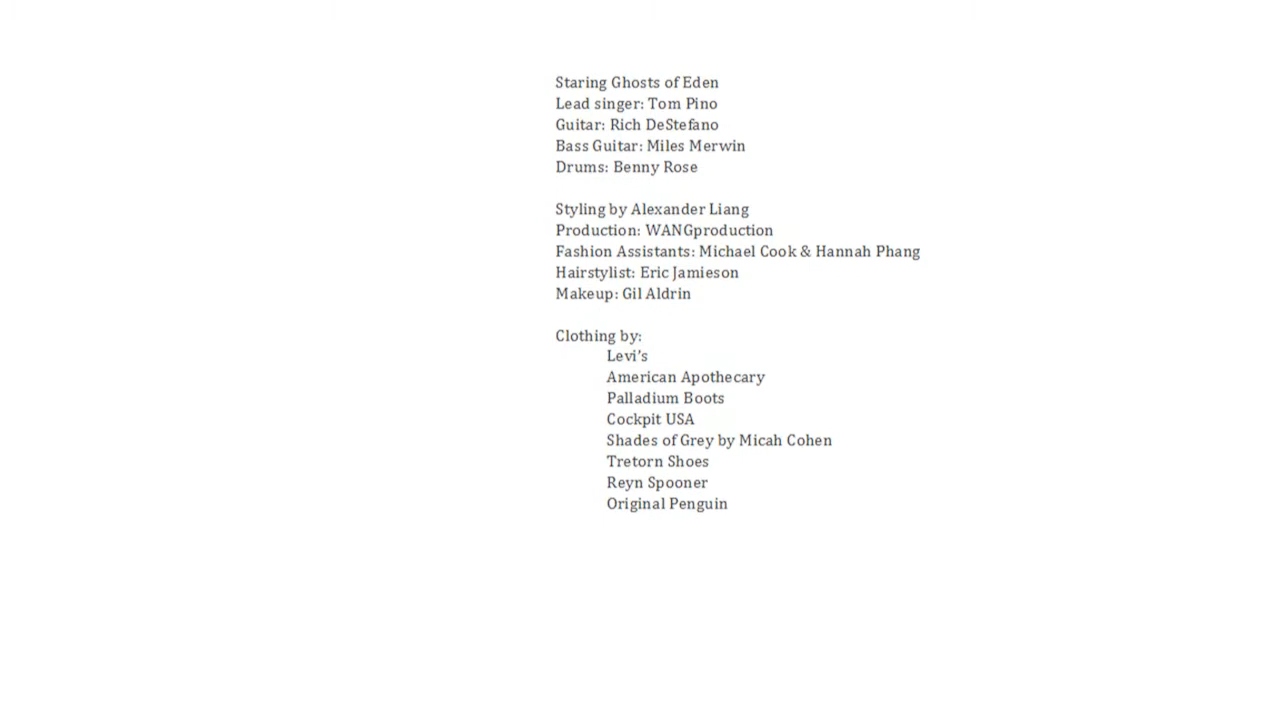 Staring Ghosts of Eden
Lead singer: Tom Pino
Guitar: Rich DeStefano
Bass Guitar: Miles Merwin
Drums: Benny Rose
Styling by Alexander Liang
Production: WANGproduction
Fashion Assistants: Michael Cook & Hannah Phang
Hairstylist: Eric Jamieson
Makeup: Gil Aldrin
Clothing by:
Levi's
American Apothecary
Palladium Boots
Cockpit USA
Shades of Grey by Micah Cohen
Tretorn Shoes
Reyn Spooner
Original Penguin